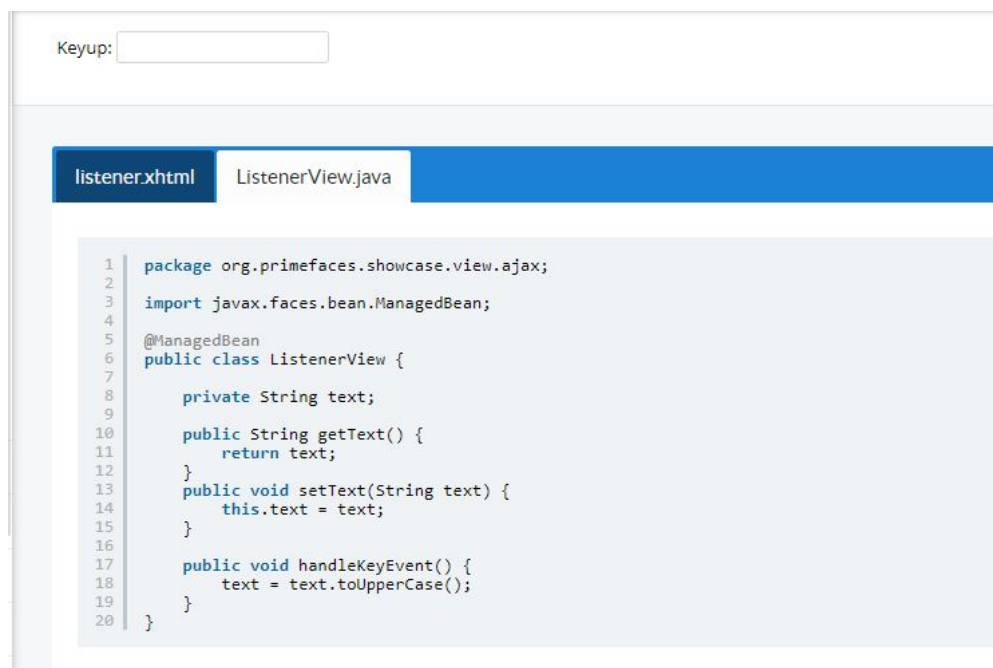 Keyup:
listener.xhtml ListenerView.java
1 package org.primefaces.showcase.view.ajax;
2
3 import javax.faces.bean.ManagedBean;
4
5 @ManagedBean
6 public class ListenerView {
7
8 private String text;
9
10 public String getText() {
11 return text;
12 }
13 public void setText(String text) {
14 this.text = text;
15 }
16
17 public void handleKeyEvent() {
18 text = text.toUpperCase();
19 }
20 }